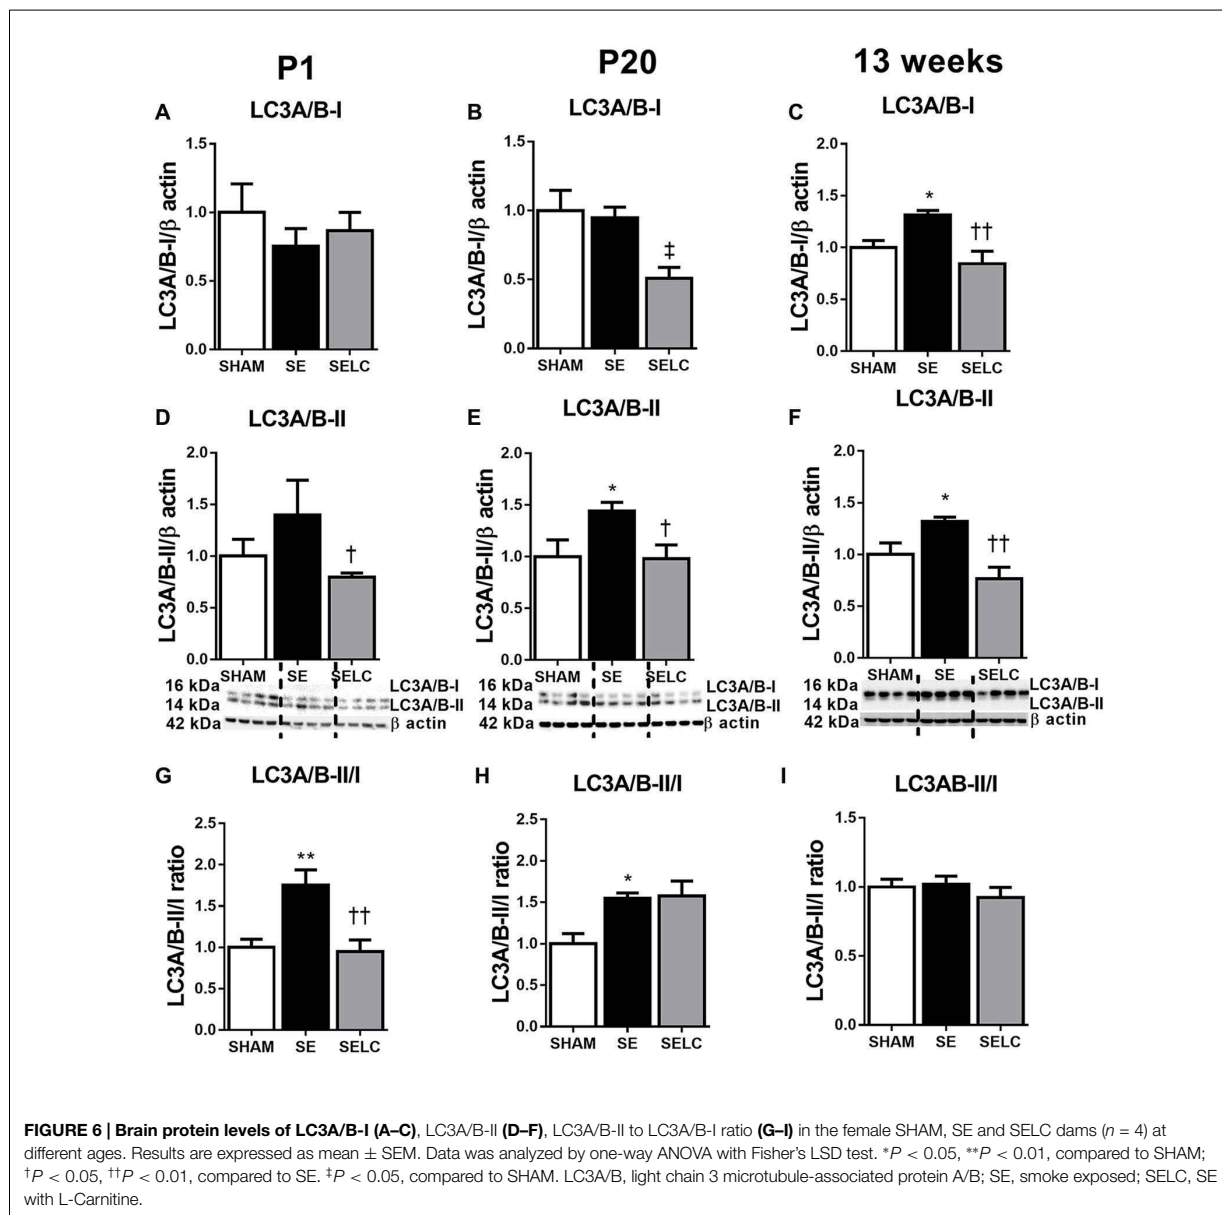 P1 P20 13 weeks
A LC3A/B-I
LC3A/B-I/β actin
1.5
1.0
0.5
0.0
SHAM SE SELC
B LC3A/B-I
LC3A/B-I/β actin
1.5
1.0
0.5
0.0
‡
SHAM SE SELC
C LC3A/B-I
LC3A/B-I/β actin
2.0
1.5
1.0
0.5
0.0
*
††
SHAM SE SELC
D LC3A/B-II
LC3A/B-II/β actin
2.0
1.5
1.0
0.5
0.0
†
SHAM SE SELC
16 kDa LC3A/B-I
14 kDa LC3A/B-II
42 kDa β actin
E LC3A/B-II
LC3A/B-II/β actin
2.0
1.5
1.0
0.5
0.0
*
†
SHAM SE SELC
16 kDa LC3A/B-I
14 kDa LC3A/B-II
42 kDa β actin
F LC3A/B-II
LC3A/B-II/β actin
2.0
1.5
1.0
0.5
0.0
*
††
SHAM SE SELC
16 kDa LC3A/B-I
14 kDa LC3A/B-II
42 kDa β actin
G LC3A/B-II/I
LC3A/B-II/I ratio
2.5
2.0
1.5
1.0
0.5
0.0
**
††
SHAM SE SELC
H LC3A/B-II/I
LC3A/B-II/I ratio
2.5
2.0
1.5
1.0
0.5
0.0
*
SHAM SE SELC
I LC3AB-II/I
LC3A/B-II/I ratio
1.5
1.0
0.5
0.0
SHAM SE SELC
FIGURE 6 | Brain protein levels of LC3A/B-I (A–C), LC3A/B-II (D–F), LC3A/B-II to LC3A/B-I ratio (G–I) in the female SHAM, SE and SELC dams (n = 4) at
different ages. Results are expressed as mean ± SEM. Data was analyzed by one-way ANOVA with Fisher's LSD test. *P < 0.05, **P < 0.01, compared to SHAM;
†P < 0.05, ††P < 0.01, compared to SE. ‡P < 0.05, compared to SHAM. LC3A/B, light chain 3 microtubule-associated protein A/B; SE, smoke exposed; SELC, SE
with L-Carnitine.